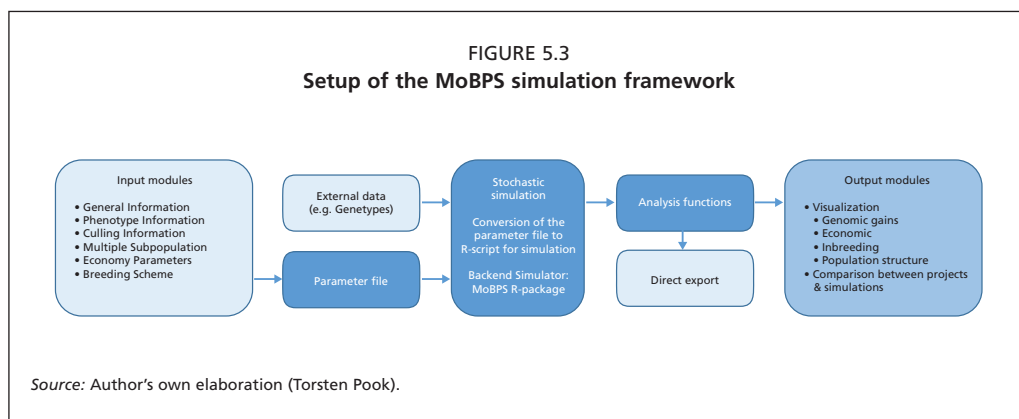 FIGURE 5.3
Setup of the MoBPS simulation framework
Input modules
• General Information
• Phenotype Information
• Culling Information
• Multiple Subpopulation
• Economy Parameters
• Breeding Scheme
External data
(e.g. Genetypes)
Parameter file
Stochastic
simulation
Conversion of the
parameter file to
R-script for simulation
Backend Simulator:
MoBPS R-package
Analysis functions
Direct export
Output modules
• Visualization
• Genomic gains
• Economic
• Inbreeding
• Population structure
• Comparison between projects
& simulations
Source: Author's own elaboration (Torsten Pook).